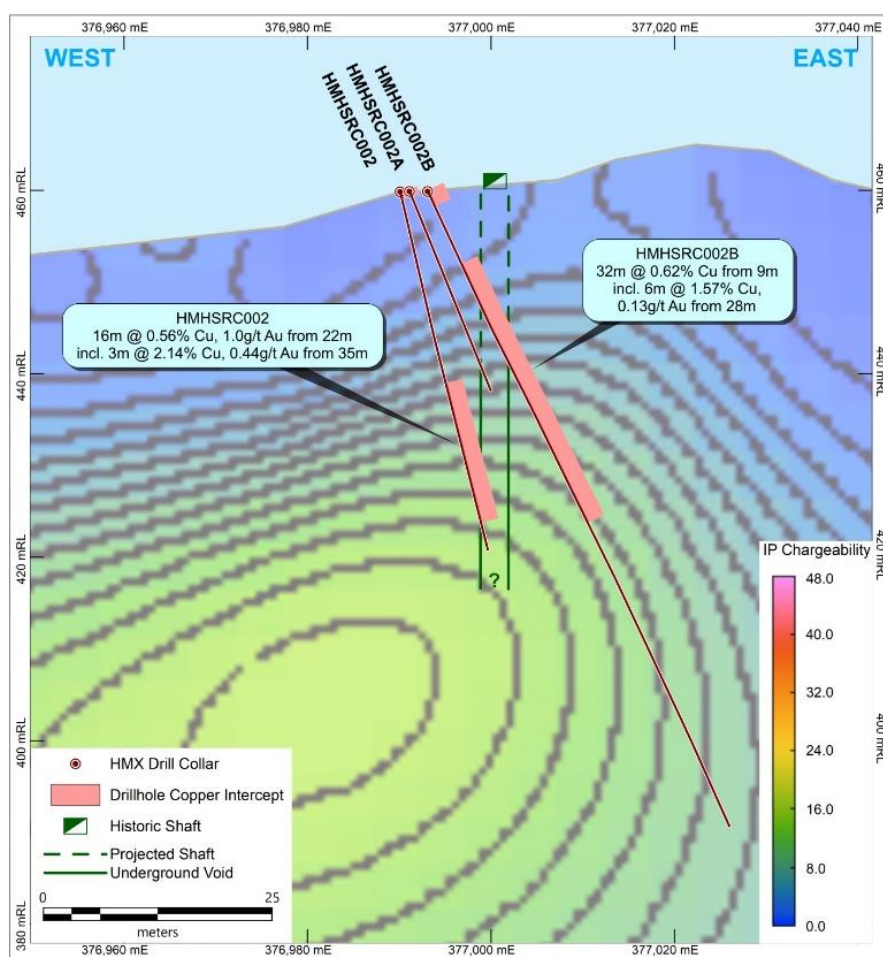 376,960 mE
376,980 mE
377,000 mE
377,020 mE
377,040 mE
WEST
EAST
HMHSRC002
HMHSRC002A
HMHSRC002B
460 mRL
460 mRL
HMHSRC002B
32m @ 0.62% Cu from 9m
incl. 6m @ 1.57% Cu,
0.13g/t Au from 28m
HMHSRC002
16m @ 0.56% Cu, 1.0g/t Au from 22m
incl. 3m @ 2.14% Cu, 0.44g/t Au from 35m
440 mRL
440 mRL
420 mRL
420 mRL
?
IP Chargeability
48.0
40.0
32.0
24.0
16.0
8.0
0.0
400 mRL
400 mRL
HMX Drill Collar
Drillhole Copper Intercept
Historic Shaft
Projected Shaft
Underground Void
0
25
meters
380 mRL
376,960 mE
376,980 mE
377,000 mE
377,020 mE
377,040 mE